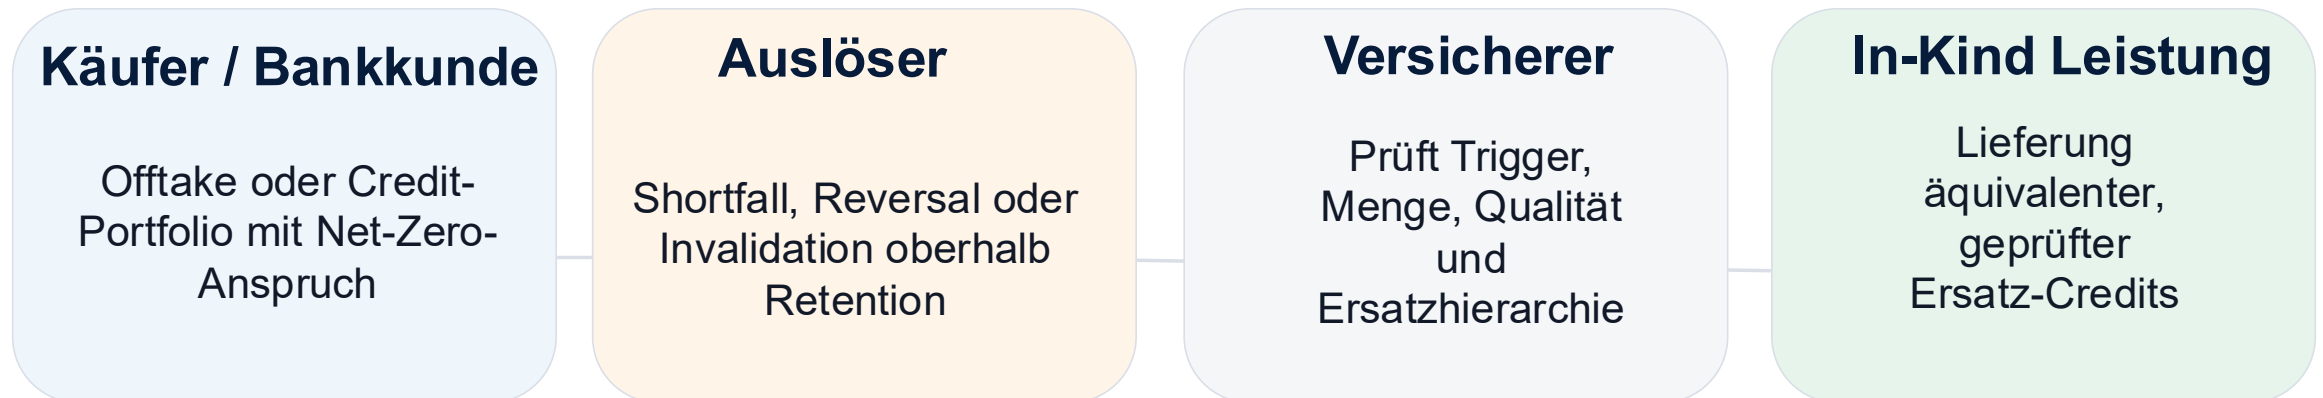 Käufer / Bankkunde
Offtake oder Credit-
Portfolio mit Net-Zero-
Anspruch
Auslöser
Shortfall, Reversal oder
Invalidation oberhalb
Retention
Versicherer
Prüft Trigger,
Menge, Qualität
und
Ersatzhierarchie
In-Kind Leistung
Lieferung
äquivalenter,
geprüfter
Ersatz-Credits